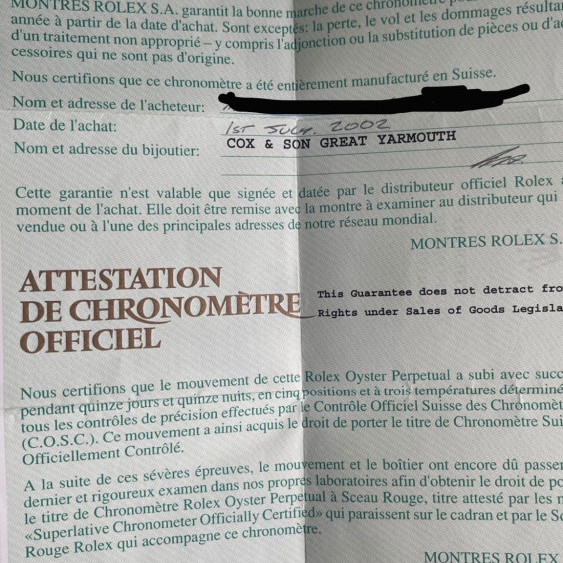 MONTRES ROLEX S.A. garantit la bonne marche de ce chronomètre pour
année à partir de la date d'achat. Sont exceptés: la perte, le vol et les dommages résultan
d'un traitement non approprié – y compris l'adjonction ou la substitution de pièces ou d'ac
cessoires qui ne sont pas d'origine.
Nous certifions que ce chronomètre a été entièrement manufacturé en Suisse.
Nom et adresse de l'acheteur:
Date de l'achat: 1ST JULY. 2002
Nom et adresse du bijoutier: COX & SON GREAT YARMOUTH
Cette garantie n'est valable que signée et datée par le distributeur officiel Rolex a
moment de l'achat. Elle doit être remise avec la montre à examiner au distributeur qui
vendue ou à l'une des principales adresses de notre réseau mondial.
MONTRES ROLEX S.
ATTESTATION
DE CHRONOMÈTRE
OFFICIEL
This Guarantee does not detract fro
Rights under Sales of Goods Legisla
Nous certifions que le mouvement de cette Rolex Oyster Perpetual a subi avec succ
pendant quinze jours et quinze nuits, en cinq positions et à trois températures déterminé
tous les contrôles de précision effectués par le Contrôle Officiel Suisse des Chronomèt
(C.O.S.C.). Ce mouvement a ainsi acquis le droit de porter le titre de Chronomètre Sui
Officiellement Contrôlé.
A la suite de ces sévères épreuves, le mouvement et le boîtier ont encore dû passer
dernier et rigoureux examen dans nos propres laboratoires afin d'obtenir le droit de po
le titre de Chronomètre Rolex Oyster Perpetual à Sceau Rouge, titre attesté par les m
«Superlative Chronometer Officially Certified» qui paraissent sur le cadran et par le Sc
Rouge Rolex qui accompagne ce chronomètre.
MONTRES ROLEX